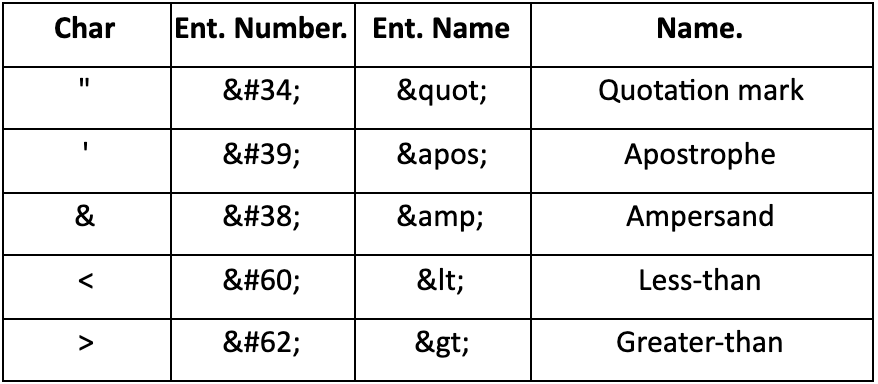 Char Ent. Number. Ent. Name Name.
" &#34; &quot; Quotation mark
' &#39; &apos; Apostrophe
& &#38; &amp; Ampersand
< &#60; &lt; Less-than
> &#62; &gt; Greater-than